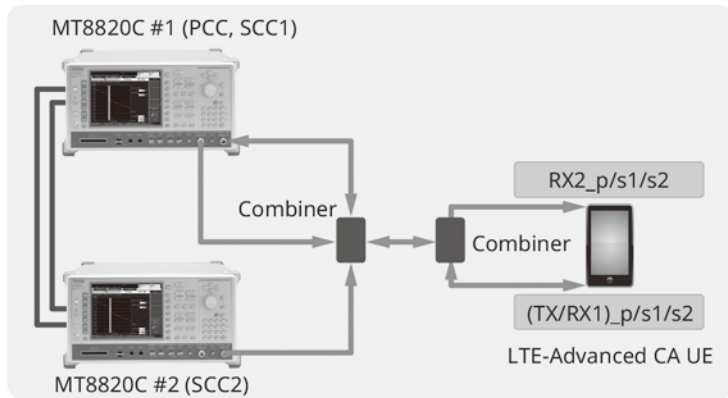 MT8820C #1 (PCC, SCC1)
RX2_p/s1/s2
Combiner
Combiner
(TX/RX1)_p/s1/s2
LTE-Advanced CA UE
MT8820C #2 (SCC2)